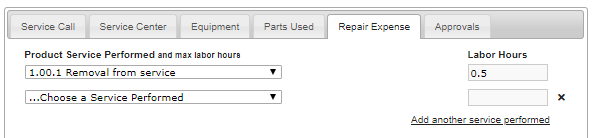 Service Call Service Center Equipment Parts Used Repair Expense Approvals
Product Service Performed and max labor hours Labor Hours
1.00.1 Removal from service 0.5
...Choose a Service Performed
Add another service performed